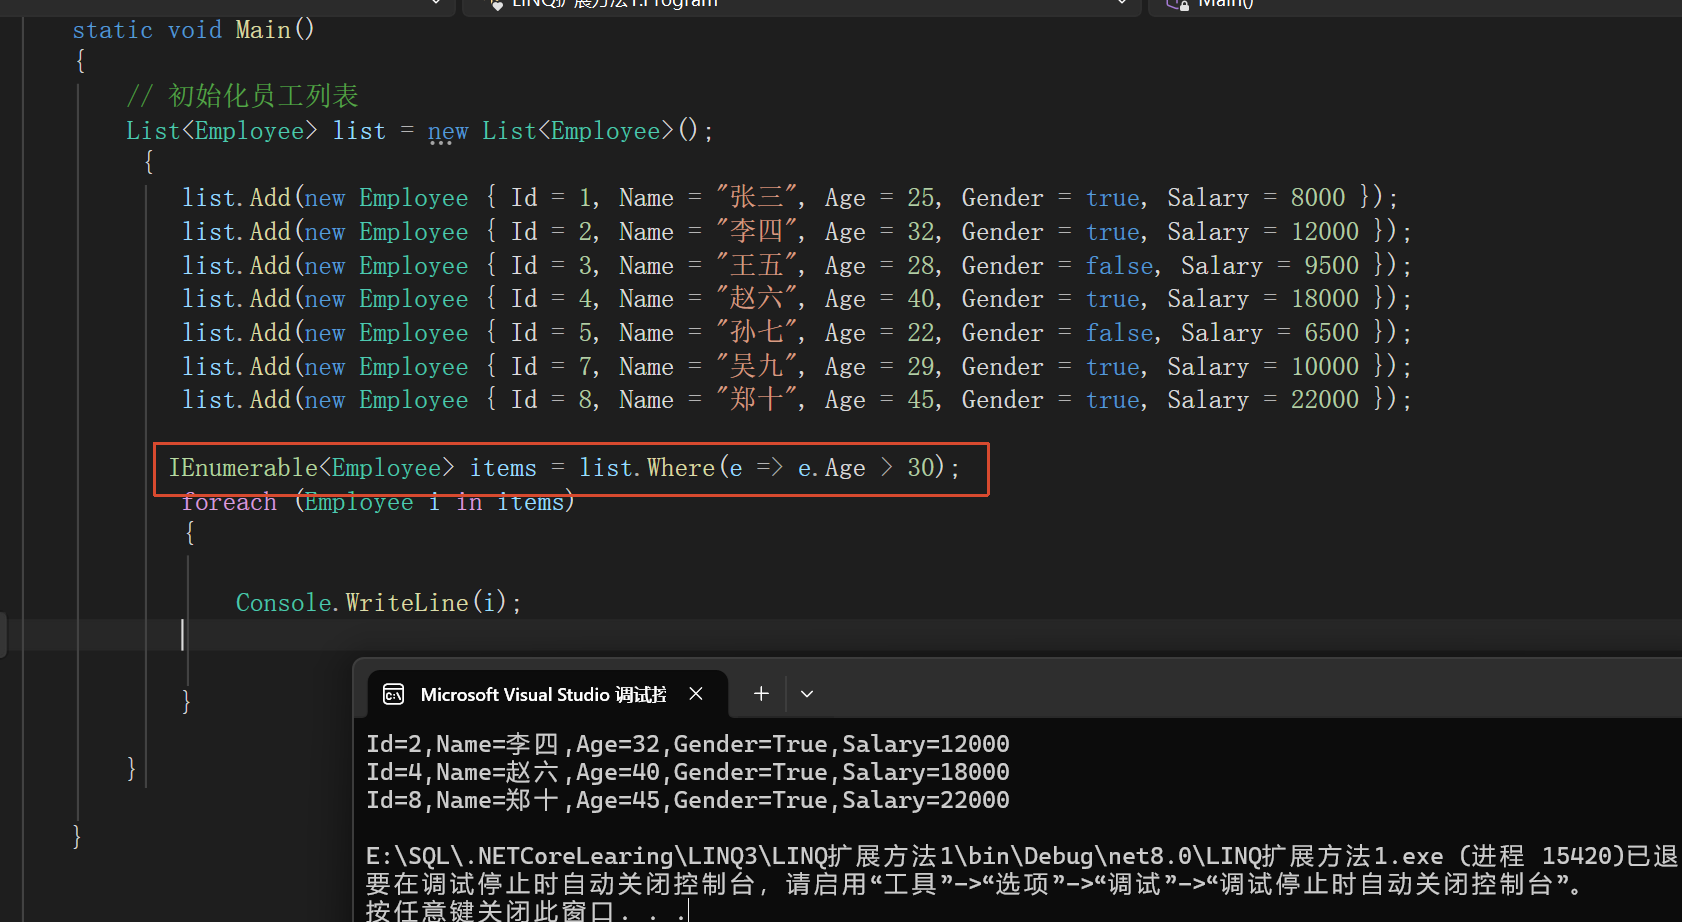 LINQ扩展方法1.Program Main()
static void Main()
{
// 初始化员工列表
List<Employee> list = new List<Employee>();
{
list.Add(new Employee { Id = 1, Name = "张三", Age = 25, Gender = true, Salary = 8000 });
list.Add(new Employee { Id = 2, Name = "李四", Age = 32, Gender = true, Salary = 12000 });
list.Add(new Employee { Id = 3, Name = "王五", Age = 28, Gender = false, Salary = 9500 });
list.Add(new Employee { Id = 4, Name = "赵六", Age = 40, Gender = true, Salary = 18000 });
list.Add(new Employee { Id = 5, Name = "孙七", Age = 22, Gender = false, Salary = 6500 });
list.Add(new Employee { Id = 7, Name = "吴九", Age = 29, Gender = true, Salary = 10000 });
list.Add(new Employee { Id = 8, Name = "郑十", Age = 45, Gender = true, Salary = 22000 });
IEnumerable<Employee> items = list.Where(e => e.Age > 30);
foreach (Employee i in items)
{
Console.WriteLine(i);
}
}
}
Microsoft Visual Studio 调试控
Id=2,Name=李四,Age=32,Gender=True,Salary=12000
Id=4,Name=赵六,Age=40,Gender=True,Salary=18000
Id=8,Name=郑十,Age=45,Gender=True,Salary=22000
E:\SQL\.NETCoreLearing\LINQ3\LINQ扩展方法1\bin\Debug\net8.0\LINQ扩展方法1.exe (进程 15420)已退
要在调试停止时自动关闭控制台，请启用“工具”->“选项”->“调试”->“调试停止时自动关闭控制台”。
按任意键关闭此窗口. . .